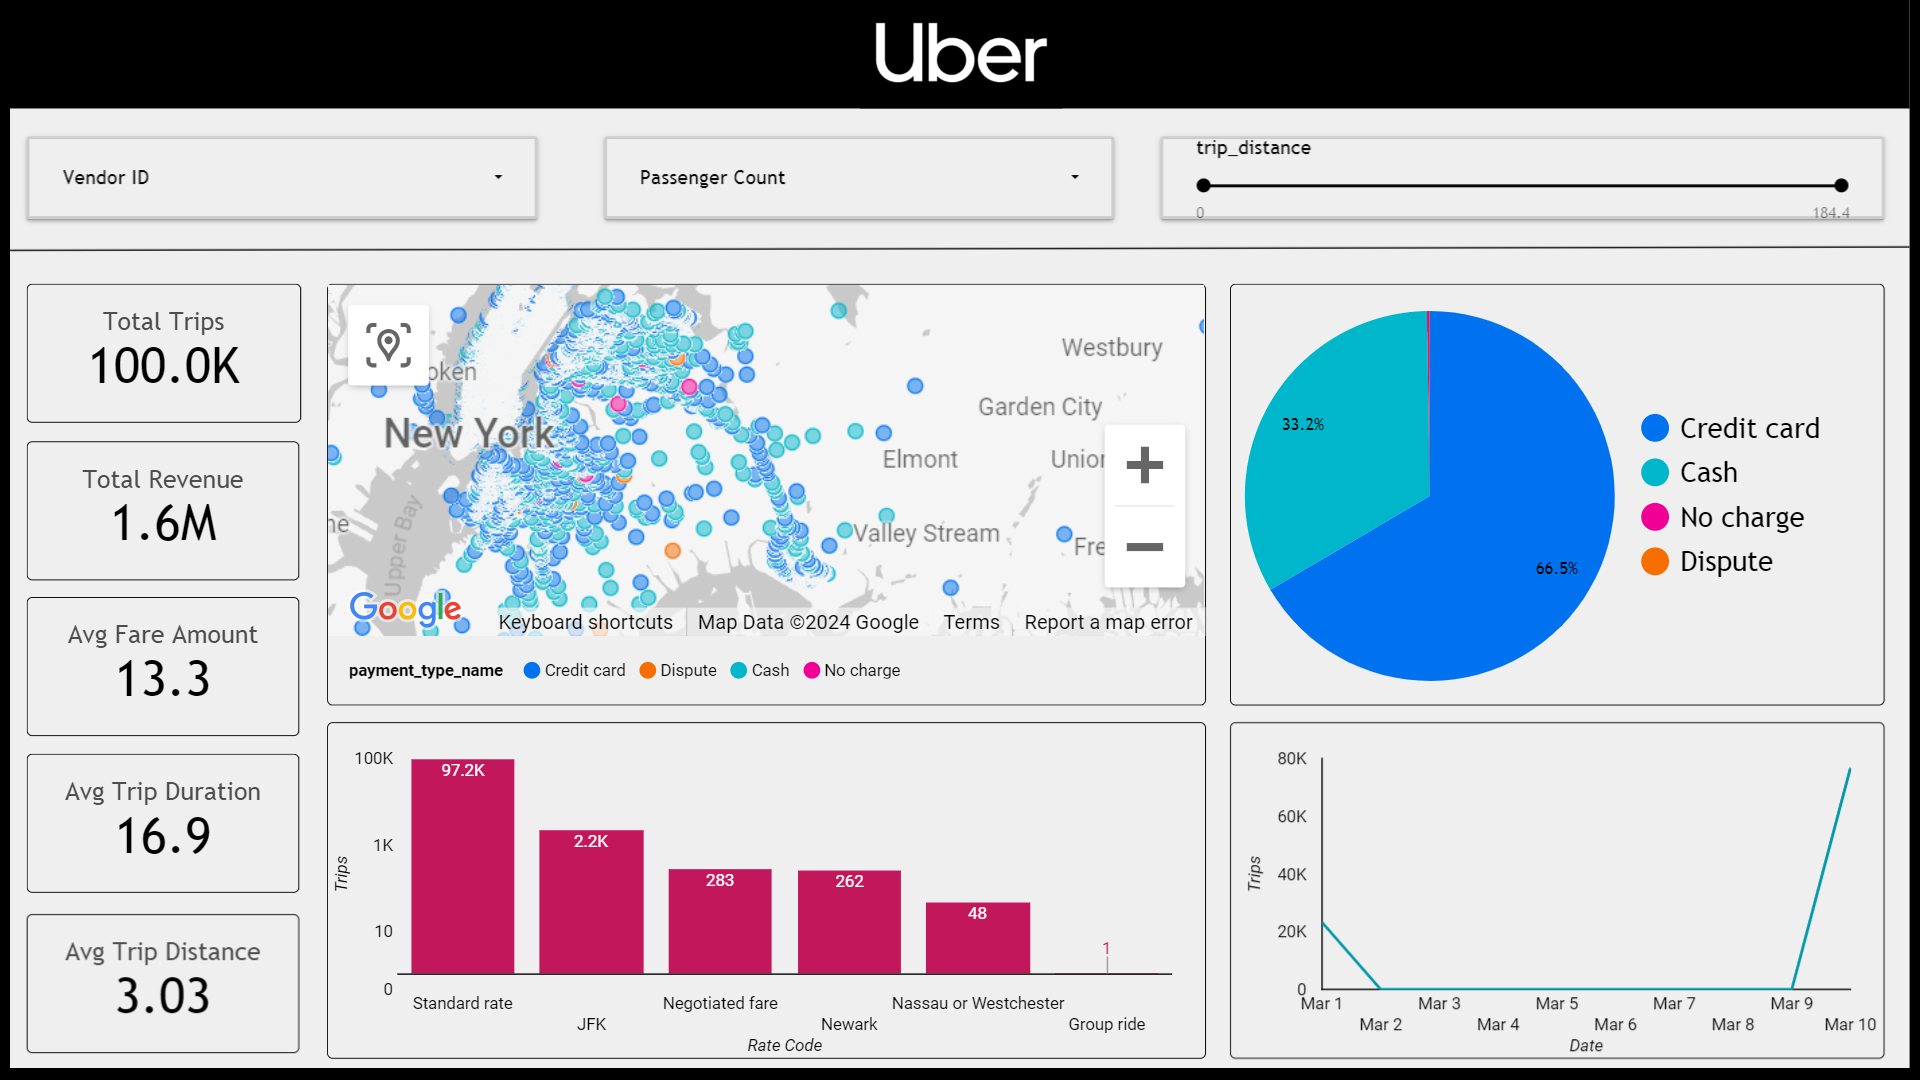 Uber
Vendor ID
Passenger Count
trip_distance
0
184.4
Total Trips
100.0K
Total Revenue
1.6M
Avg Fare Amount
13.3
Avg Trip Duration
16.9
Avg Trip Distance
3.03
oken
New York
Upper Bay
ne
Westbury
Garden City
Elmont
Union
Valley Stream
Fre
Google
Keyboard shortcuts
Map Data ©2024 Google
Terms
Report a map error
payment_type_name
Credit card
Dispute
Cash
No charge
33.2%
66.5%
Credit card
Cash
No charge
Dispute
100K
1K
10
0
Trips
97.2K
2.2K
283
262
48
1
Standard rate
JFK
Negotiated fare
Newark
Nassau or Westchester
Group ride
Rate Code
80K
60K
40K
20K
0
Trips
Mar 1
Mar 2
Mar 3
Mar 4
Mar 5
Mar 6
Mar 7
Mar 8
Mar 9
Mar 10
Date